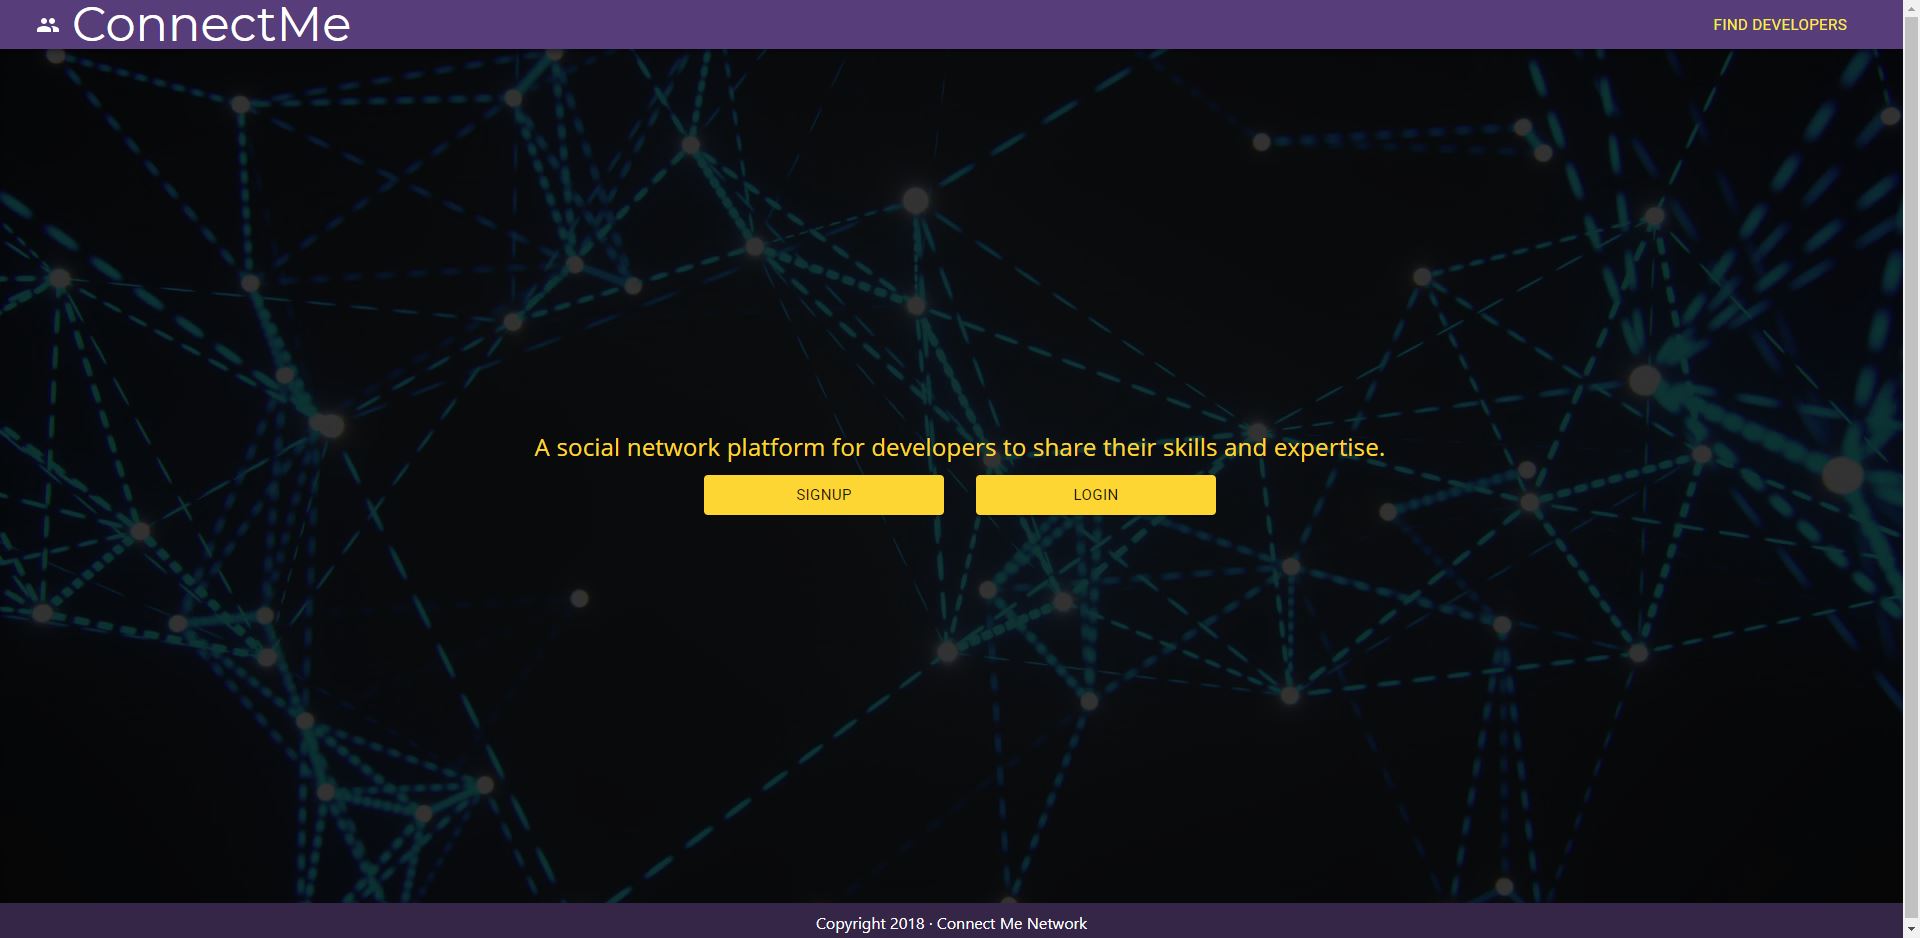 ConnectMe
FIND DEVELOPERS
A social network platform for developers to share their skills and expertise.
SIGNUP
LOGIN
Copyright 2018 · Connect Me Network